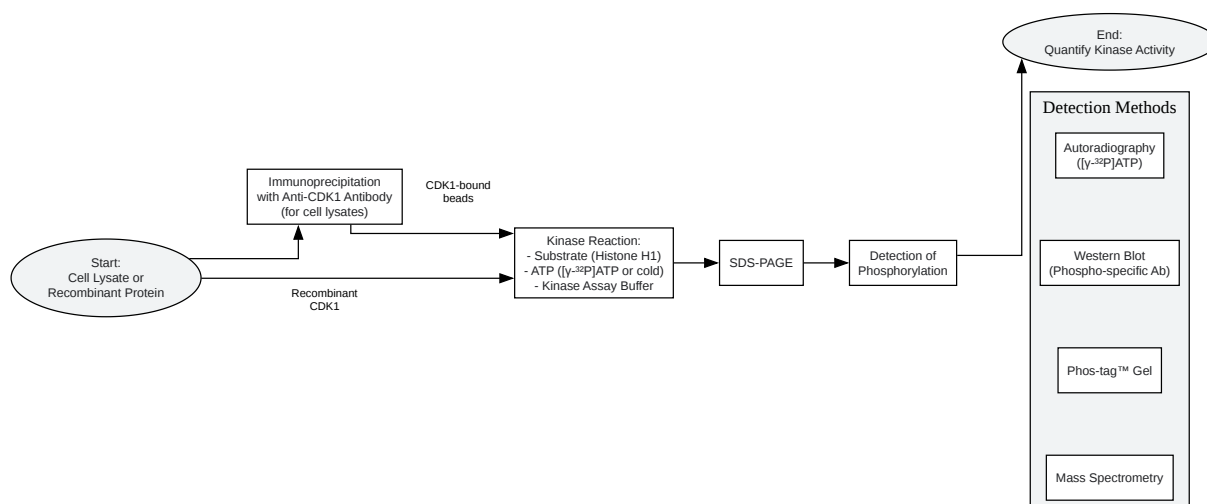 Start:
Cell Lysate or
Recombinant Protein
Immunoprecipitation
with Anti-CDK1 Antibody
(for cell lysates)
CDK1-bound
beads
Recombinant
CDK1
Kinase Reaction:
- Substrate (Histone H1)
- ATP ([γ-³²P]ATP or cold)
- Kinase Assay Buffer
SDS-PAGE
Detection of
Phosphorylation
End:
Quantify Kinase Activity
Detection Methods
Autoradiography
([γ-³²P]ATP)
Western Blot
(Phospho-specific Ab)
Phos-tag™ Gel
Mass Spectrometry